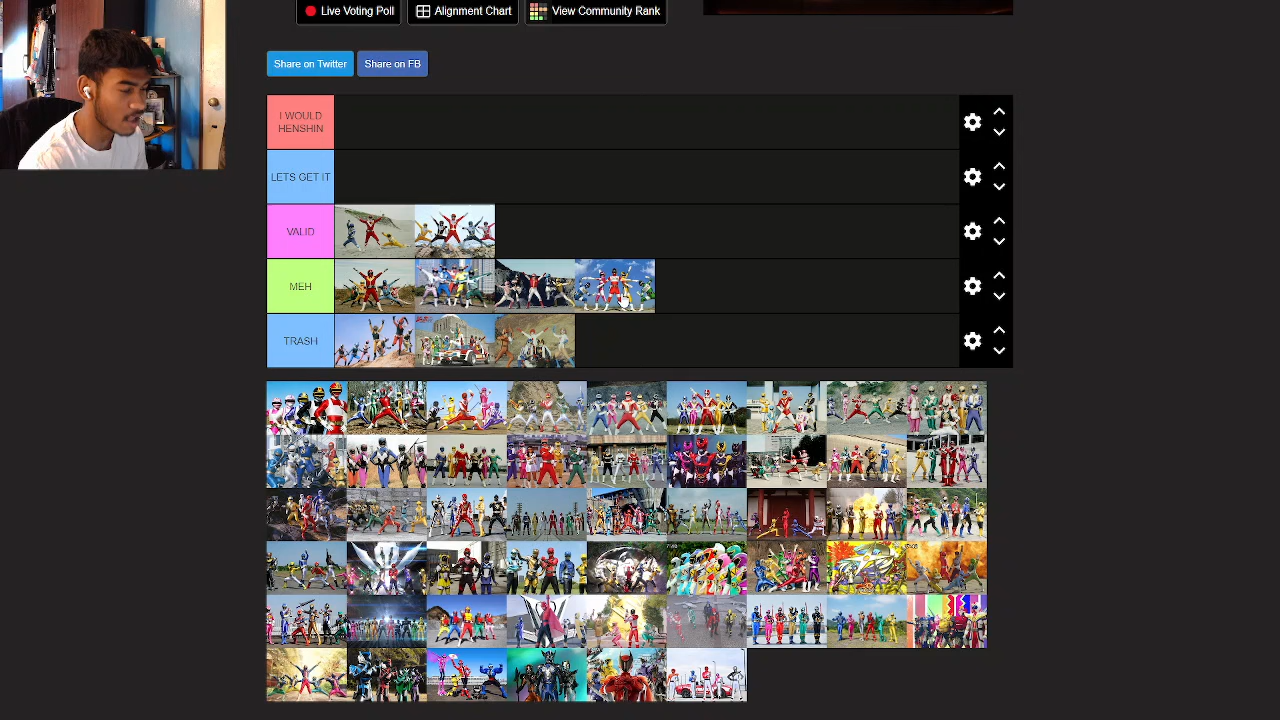 Live Voting Poll
Alignment Chart
View Community Rank
Share on Twitter
Share on FB
I WOULD
HENSHIN
LETS GET IT
VALID
MEH
TRASH